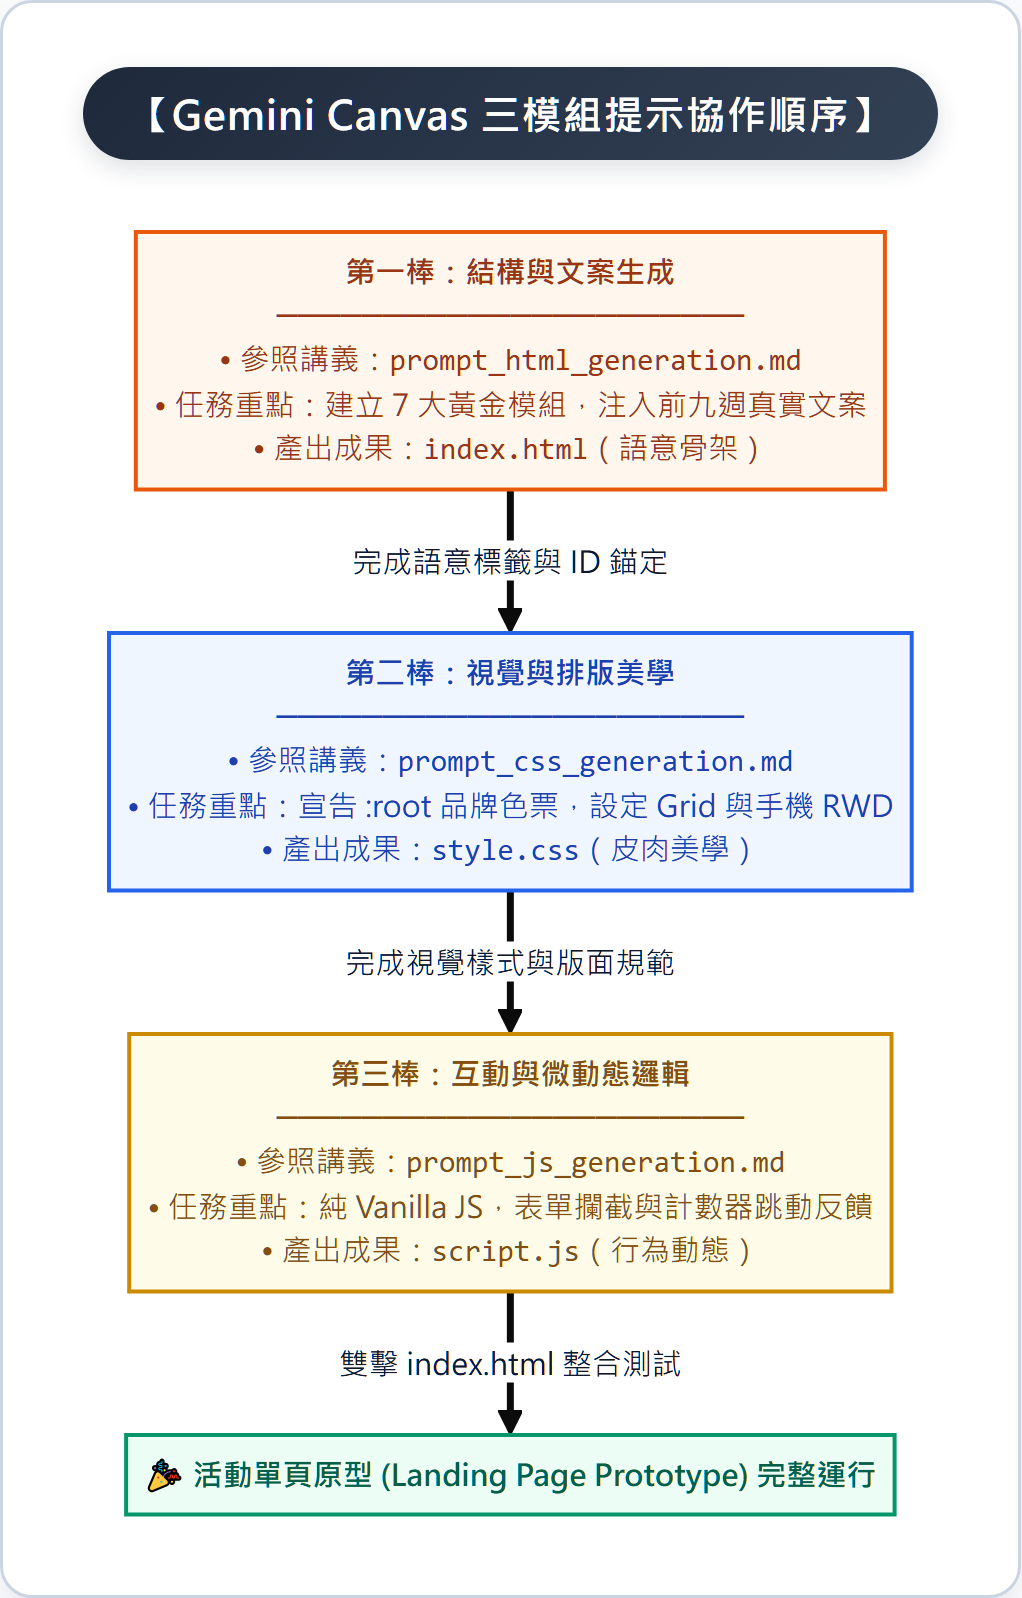 【Gemini Canvas 三模組提示協作順序】
第一棒：結構與文案生成
• 參照講義：prompt_html_generation.md
• 任務重點：建立 7 大黃金模組，注入前九週真實文案
• 產出成果：index.html（語意骨架）
完成語意標籤與 ID 錨定
第二棒：視覺與排版美學
• 參照講義：prompt_css_generation.md
• 任務重點：宣告 :root 品牌色票，設定 Grid 與手機 RWD
• 產出成果：style.css（皮肉美學）
完成視覺樣式與版面規範
第三棒：互動與微動態邏輯
• 參照講義：prompt_js_generation.md
• 任務重點：純 Vanilla JS，表單攔截與計數器跳動反饋
• 產出成果：script.js（行為動態）
雙擊 index.html 整合測試
🎉 活動單頁原型 (Landing Page Prototype) 完整運行